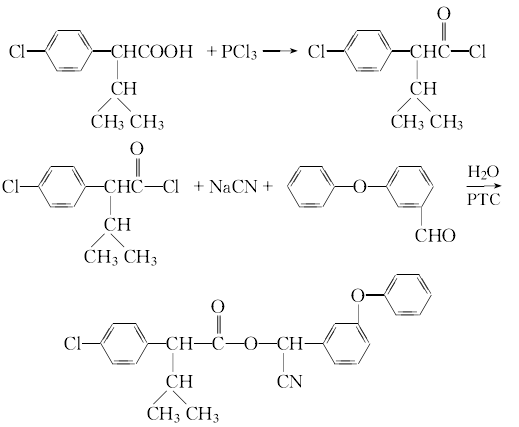 Cl CHCOOH + PCl₃ Cl CHC Cl
O
CH CH
CH₃ CH₃ CH₃ CH₃
O
Cl CHC Cl + NaCN + O CHO H₂O
PTC
CH
CH₃ CH₃
O
O
Cl CH C O CH
CH CN
CH₃ CH₃